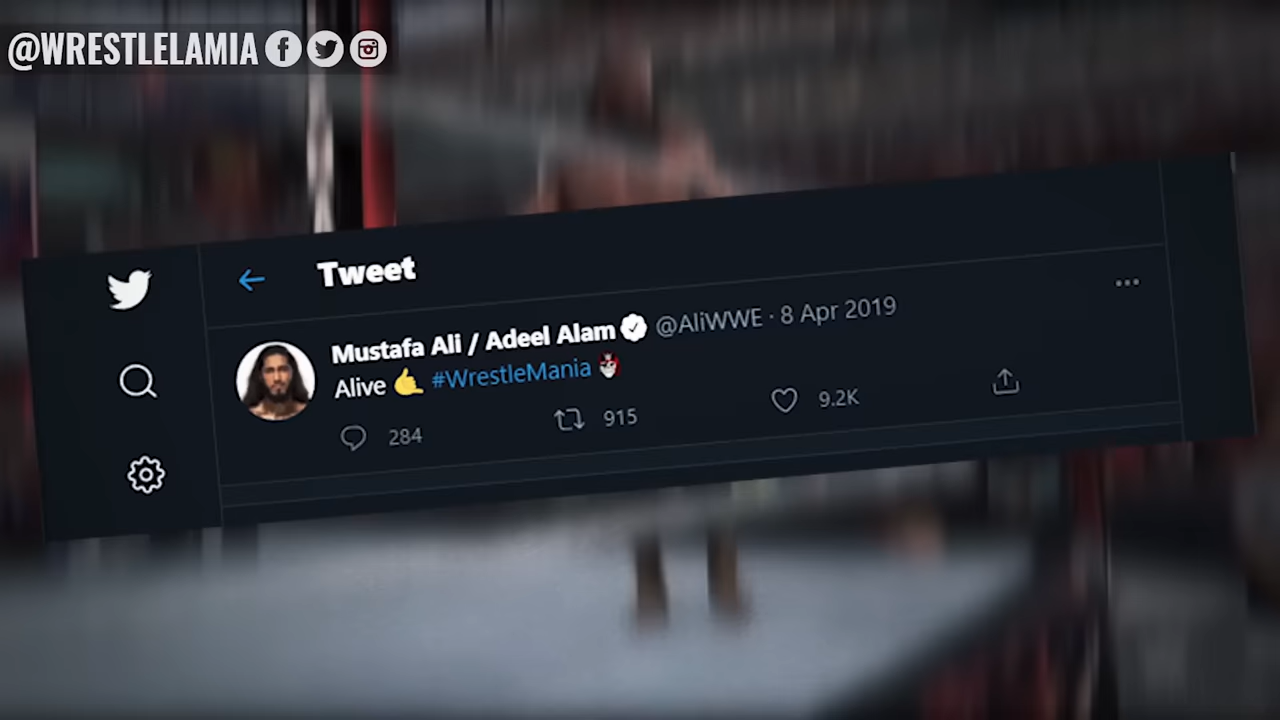 @WRESTLELAMIA
Tweet
Mustafa Ali / Adeel Alam @AliWWE · 8 Apr 2019
Alive 🤙 #WrestleMania
284 915 9.2K